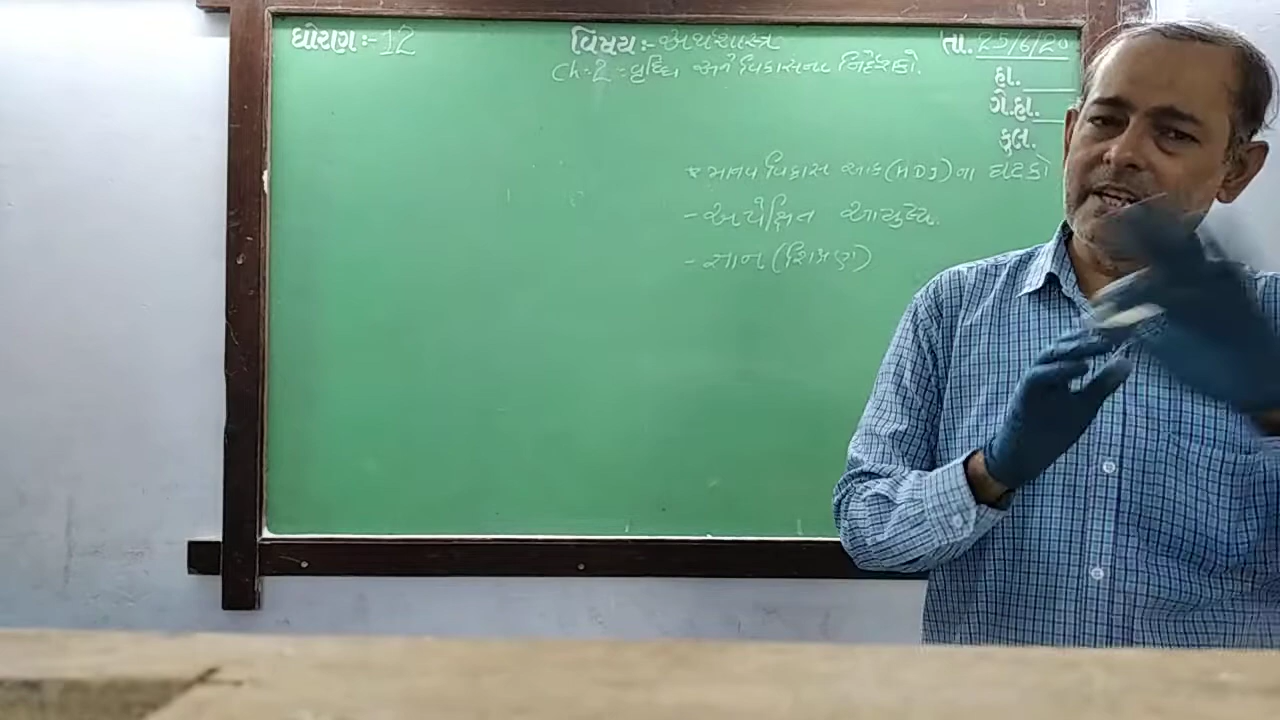 ધોરણ:-12
વિષય:- અર્થશાસ્ત્ર
તા. 25/6/20
Ch:-2 :- વૃદ્ધિ અને વિકાસના નિર્દેશકો.
હા.
ગે.હા.
કુલ.
* માનવ વિકાસ આંક (HDI) ના ઘટકો
- અપેક્ષિત આયુષ્ય.
- જ્ઞાન (શિક્ષણ)